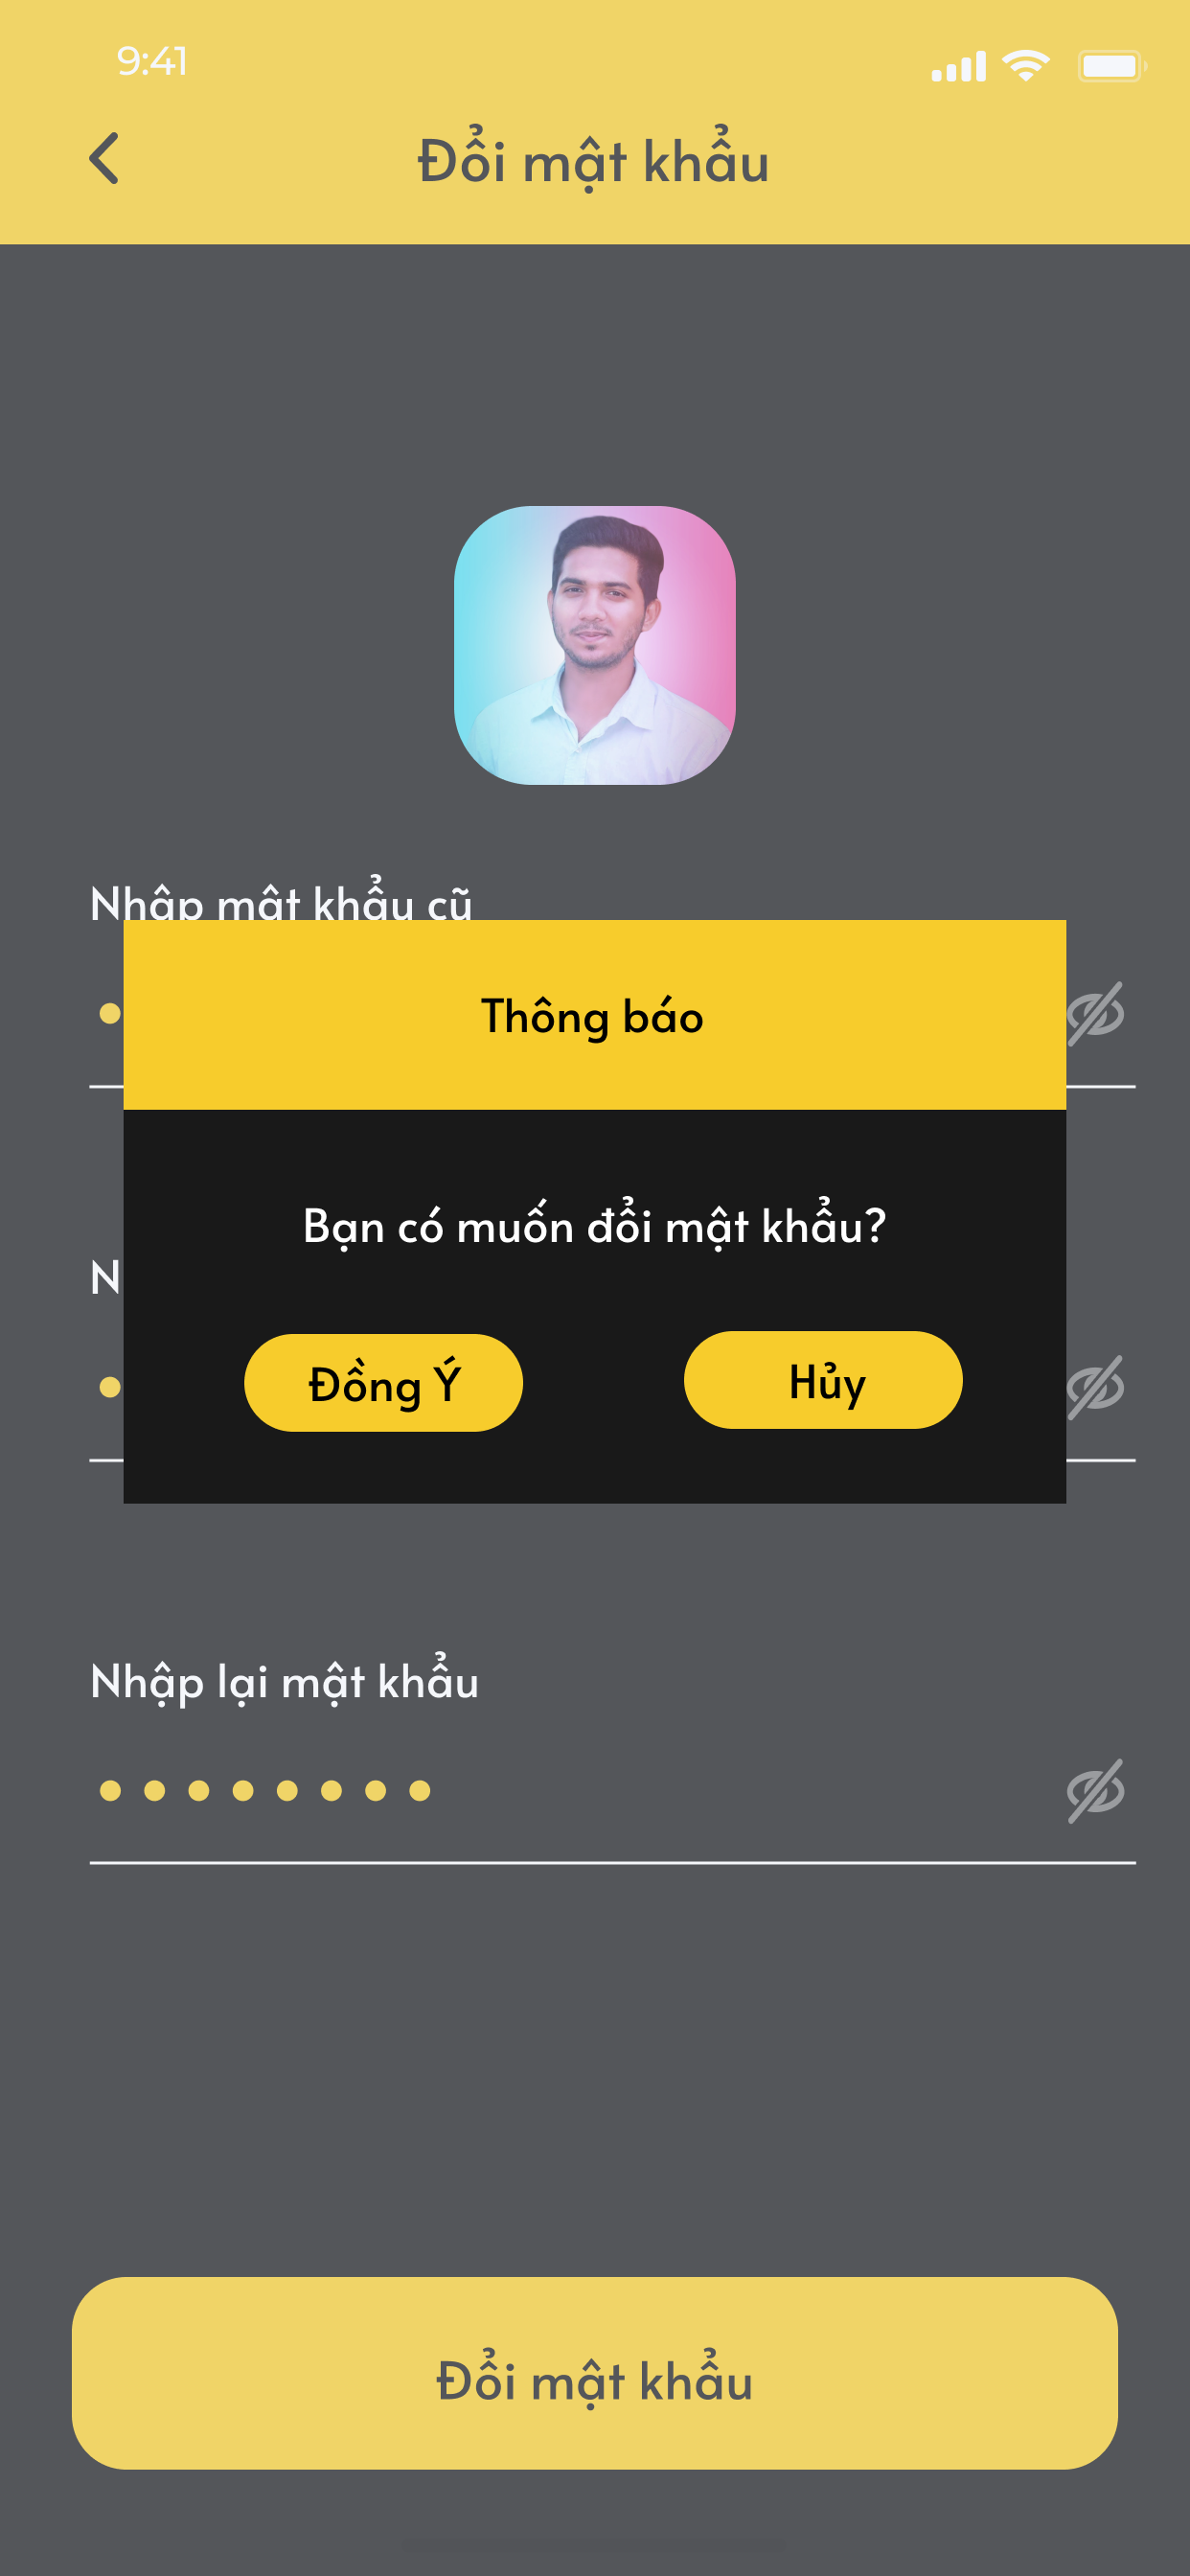 9:41
Đổi mật khẩu
Nhập mật khẩu cũ
Thông báo
Bạn có muốn đổi mật khẩu?
N
Đồng Ý
Hủy
Nhập lại mật khẩu
Đổi mật khẩu